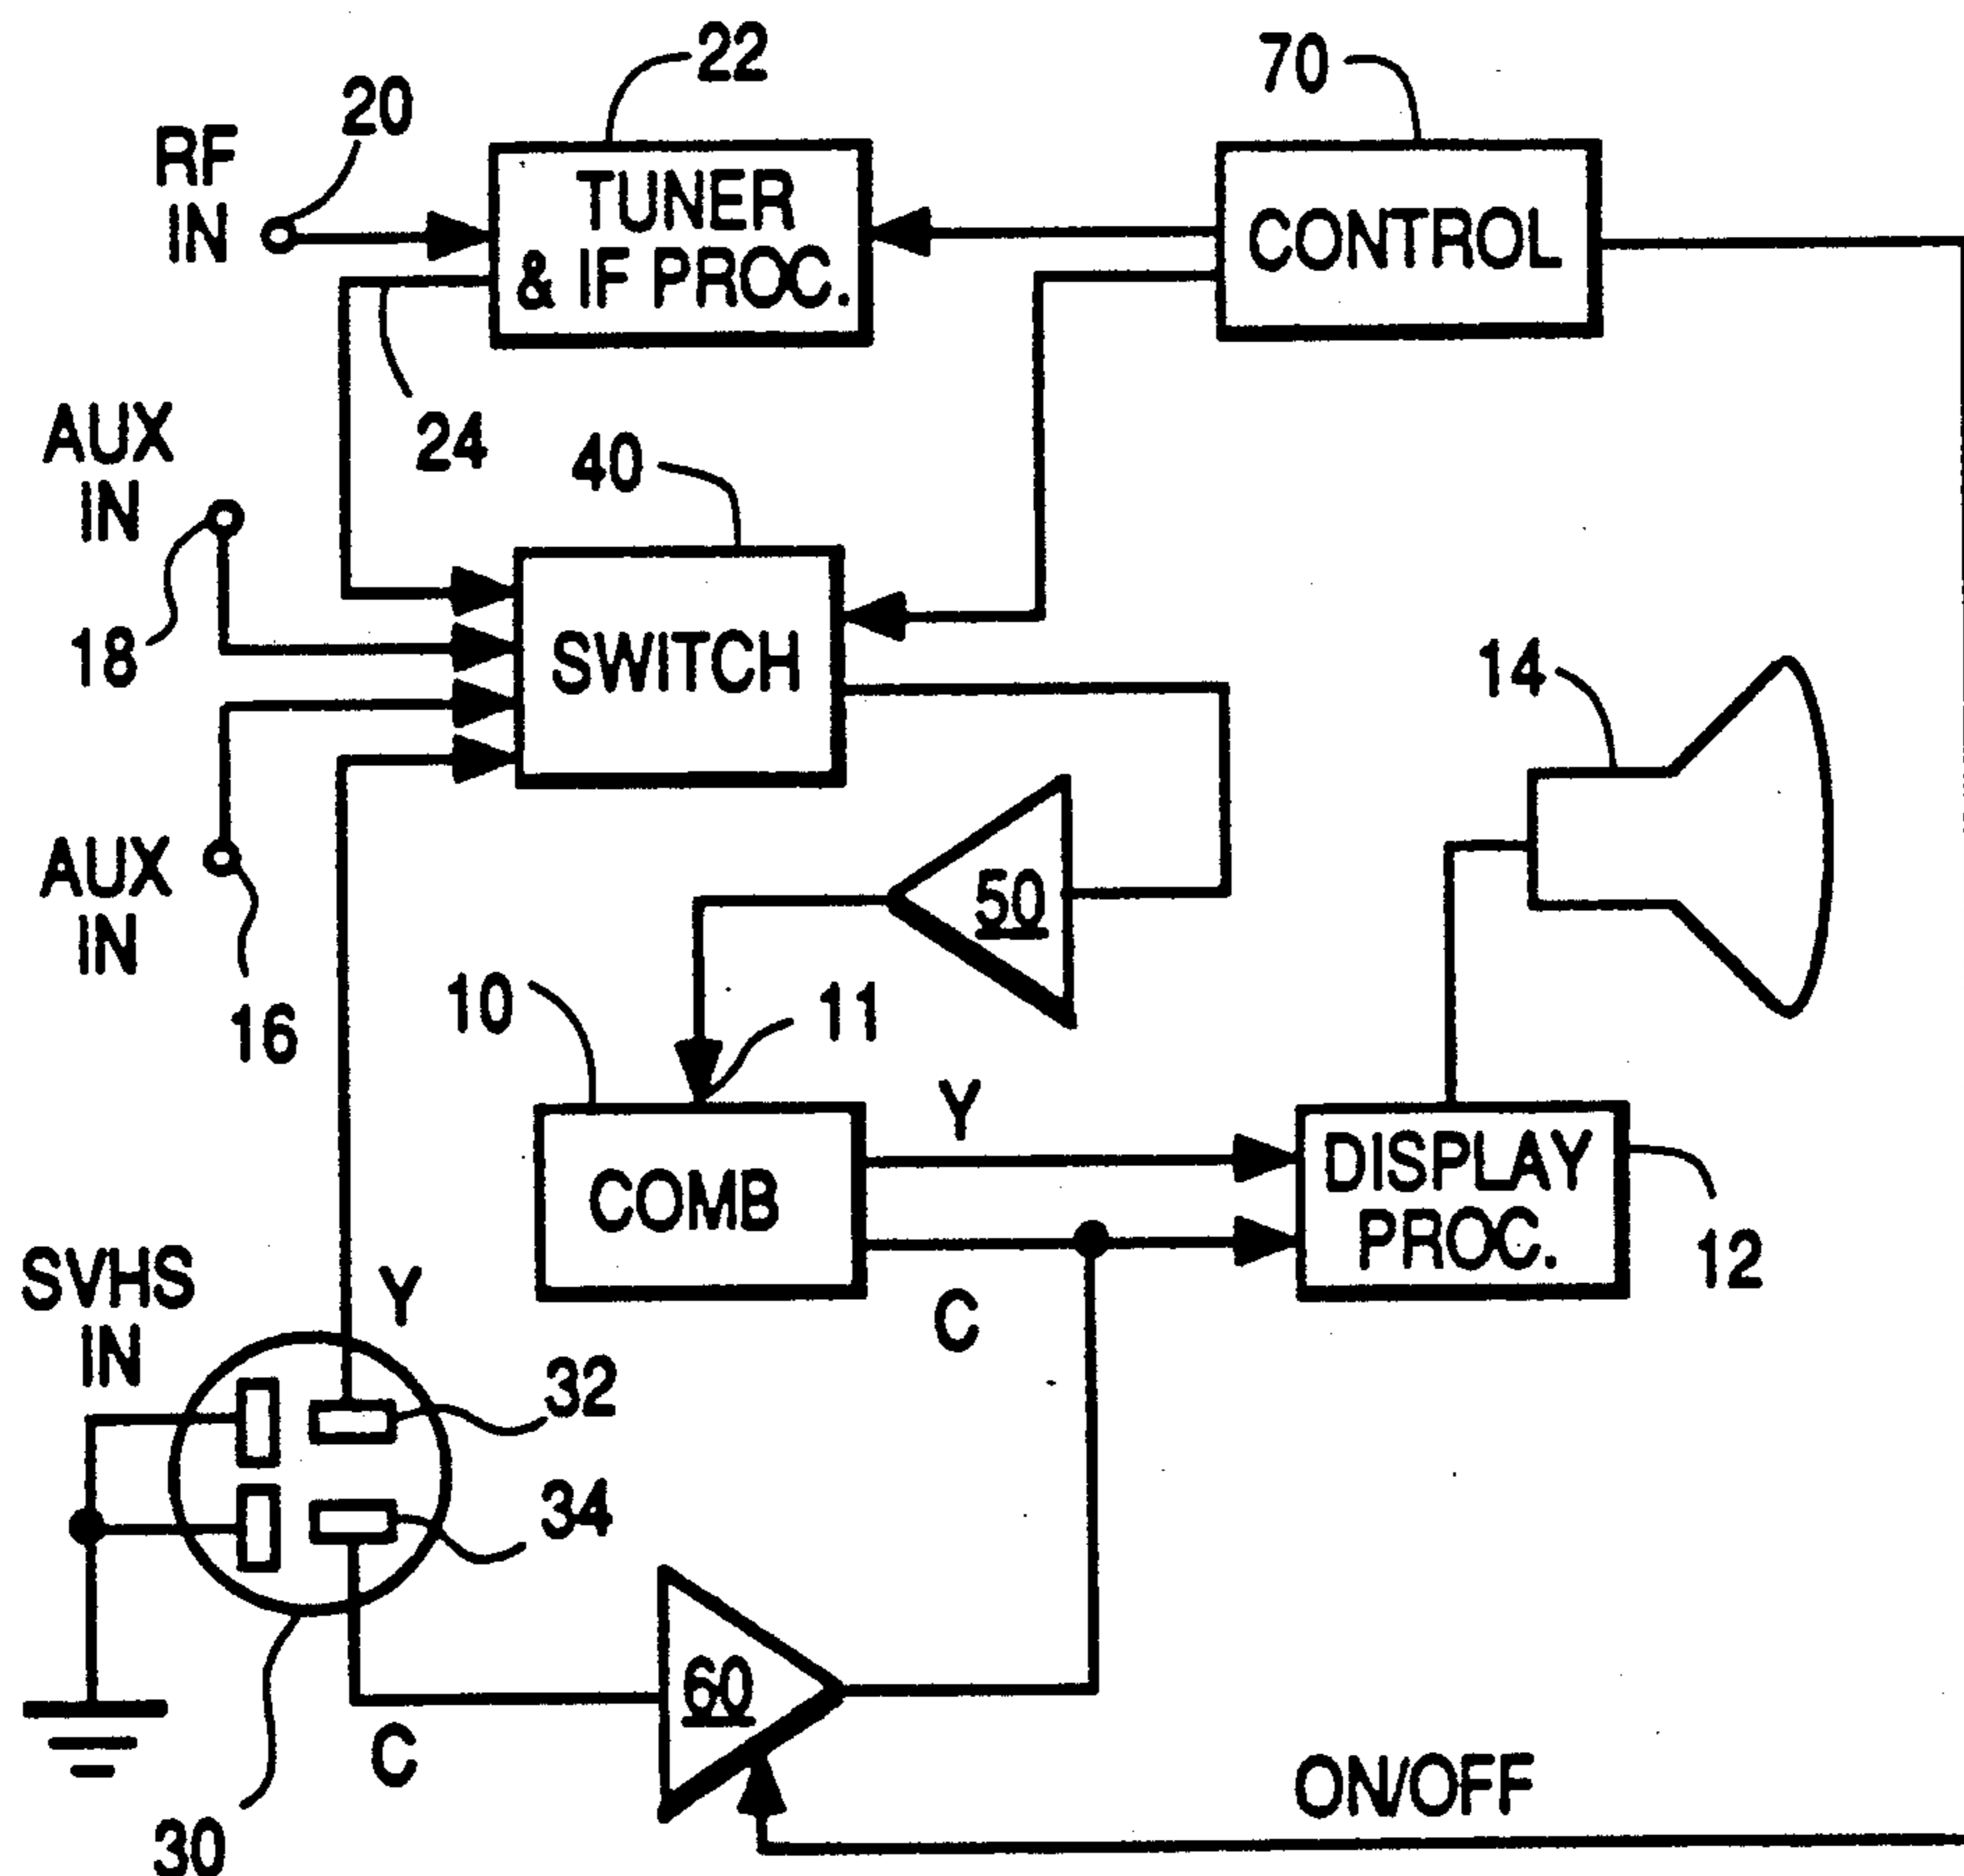 22
70
20
RF
IN
TUNER
& IF PROC.
CONTROL
AUX
IN
24
40
18
SWITCH
14
AUX
IN
50
16
10
11
Y
COMB
DISPLAY
PROC.
12
C
SVHS
IN
Y
32
34
60
C
ON/OFF
30